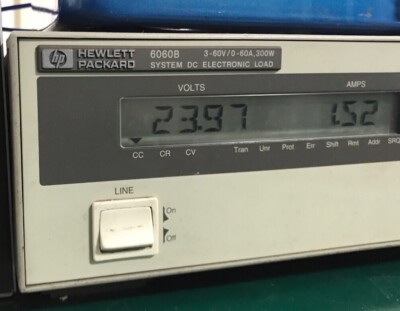 hp HEWLETT PACKARD 6060B 3-60V/0-60A,300W
SYSTEM DC ELECTRONIC LOAD
VOLTS AMPS
23.97 1.52
CC CR CV Tran Unr Prot Err Shift Rmt Addr SRQ
LINE
On
Off